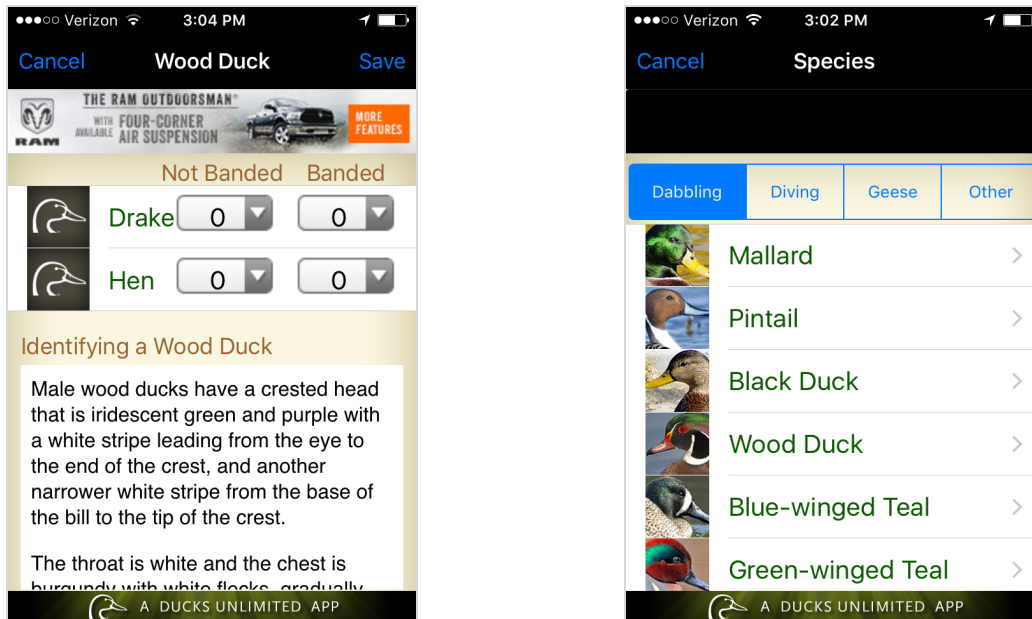 Verizon 3:04 PM
Cancel Wood Duck Save
RAM
THE RAM OUTDOORSMAN
WITH AVAILABLE FOUR-CORNER AIR SUSPENSION
MORE FEATURES
Not Banded Banded
Drake 0 0
Hen 0 0
Identifying a Wood Duck
Male wood ducks have a crested head
that is iridescent green and purple with
a white stripe leading from the eye to
the end of the crest, and another
narrower white stripe from the base of
the bill to the tip of the crest.
The throat is white and the chest is
burgundy with white flecks, gradually
A DUCKS UNLIMITED APP
Verizon 3:02 PM
Cancel Species
Dabbling Diving Geese Other
Mallard
Pintail
Black Duck
Wood Duck
Blue-winged Teal
Green-winged Teal
A DUCKS UNLIMITED APP